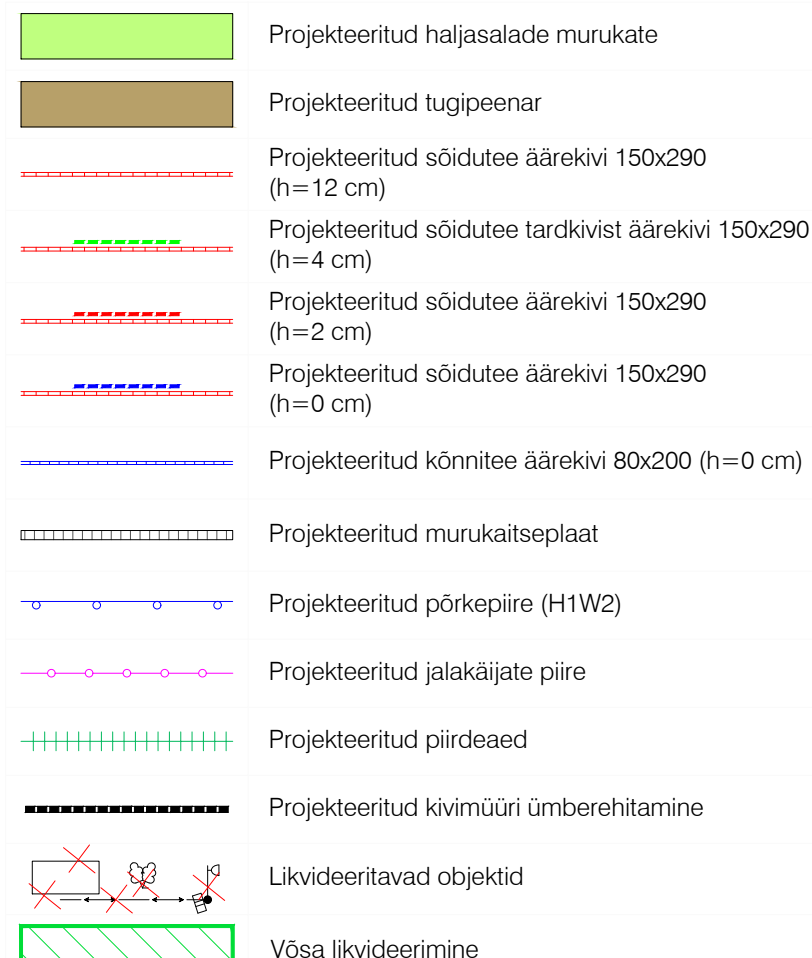 Projekteeritud haljasalade murukate
Projekteeritud tugipeenar
Projekteeritud sõidutee äärekivi 150x290
(h=12 cm)
Projekteeritud sõidutee tardkivist äärekivi 150x290
(h=4 cm)
Projekteeritud sõidutee äärekivi 150x290
(h=2 cm)
Projekteeritud sõidutee äärekivi 150x290
(h=0 cm)
Projekteeritud kõnnitee äärekivi 80x200 (h=0 cm)
Projekteeritud murukaitseplaat
Projekteeritud põrkepiire (H1W2)
Projekteeritud jalakäijate piire
Projekteeritud piirdeaed
Projekteeritud kivimüüri ümberehitamine
Likvideeritavad objektid
Võsa likvideerimine